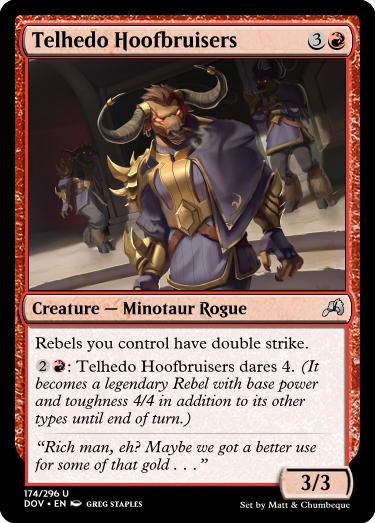 Telhedo Hoofbruisers 3
Creature — Minotaur Rogue
Rebels you control have double strike.
2 : Telhedo Hoofbruisers dares 4. (It
becomes a legendary Rebel with base power
and toughness 4/4 in addition to its other
types until end of turn.)
“Rich man, eh? Maybe we got a better use
for some of that gold . . .”
3/3
174/296 U
DOV • EN GREG STAPLES
Set by Matt & Chumbeque